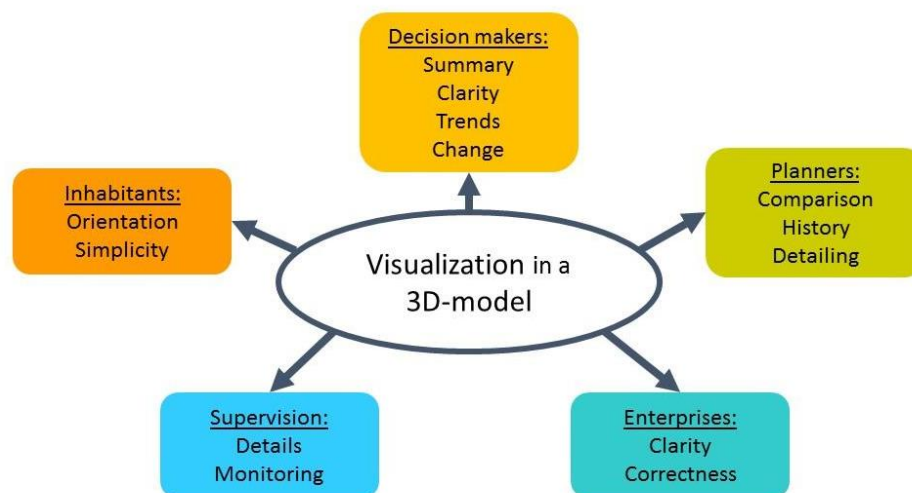 Decision makers:
Summary
Clarity
Trends
Change
Inhabitants:
Orientation
Simplicity
Planners:
Comparison
History
Detailing
Visualization in a
3D-model
Supervision:
Details
Monitoring
Enterprises:
Clarity
Correctness